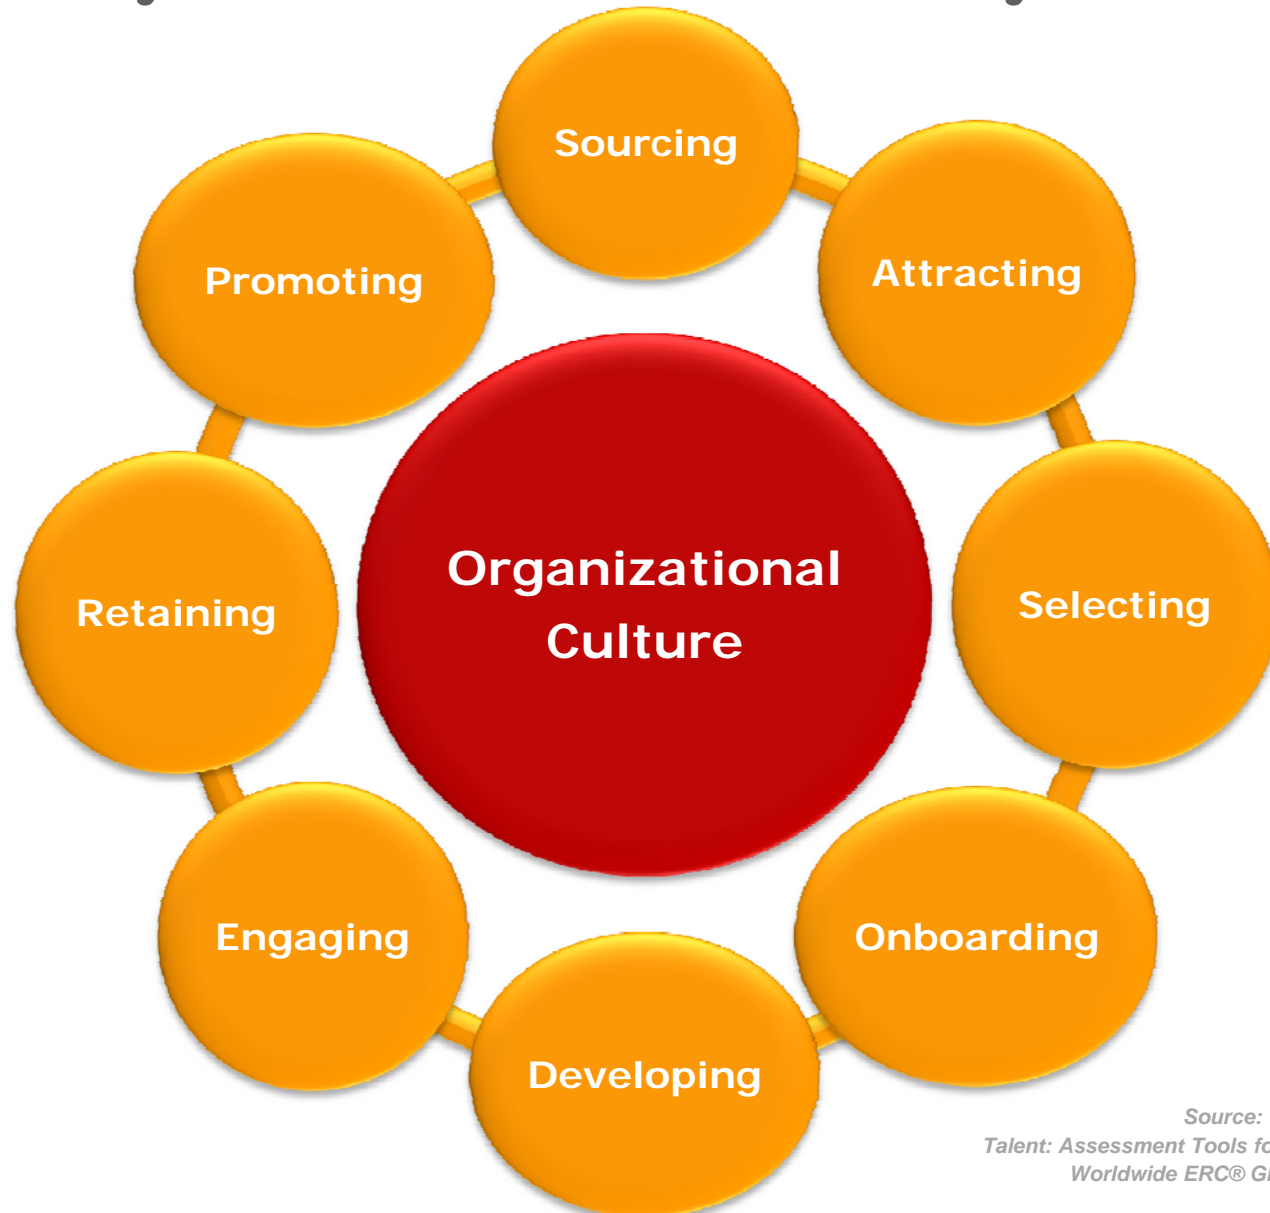 Sourcing
Attracting
Selecting
Onboarding
Developing
Engaging
Retaining
Promoting
Organizational
Culture
Source:
Talent: Assessment Tools fo
Worldwide ERC®